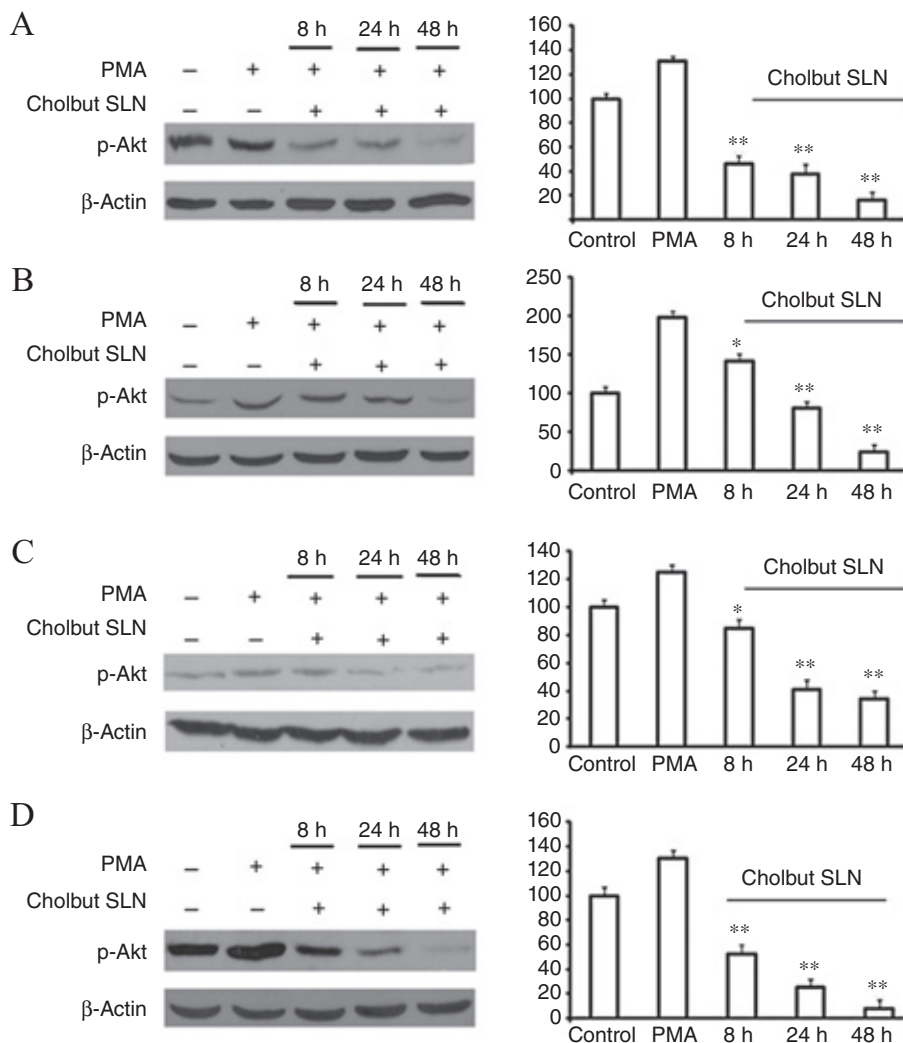 A
8 h 24 h 48 h
PMA – + + + +
Cholbut SLN – – + + +
p-Akt
β-Actin
160
140
120
100
80
60
40
20
0
Cholbut SLN
** ** **
Control PMA 8 h 24 h 48 h
B
8 h 24 h 48 h
PMA – + + + +
Cholbut SLN – – + + +
p-Akt
β-Actin
250
200
150
100
50
0
Cholbut SLN
* ** **
Control PMA 8 h 24 h 48 h
C
8 h 24 h 48 h
PMA – + + + +
Cholbut SLN – – + + +
p-Akt
β-Actin
140
120
100
80
60
40
20
0
Cholbut SLN
* ** **
Control PMA 8 h 24 h 48 h
D
8 h 24 h 48 h
PMA – + + + +
Cholbut SLN – – + + +
p-Akt
β-Actin
160
140
120
100
80
60
40
20
0
Cholbut SLN
** ** **
Control PMA 8 h 24 h 48 h